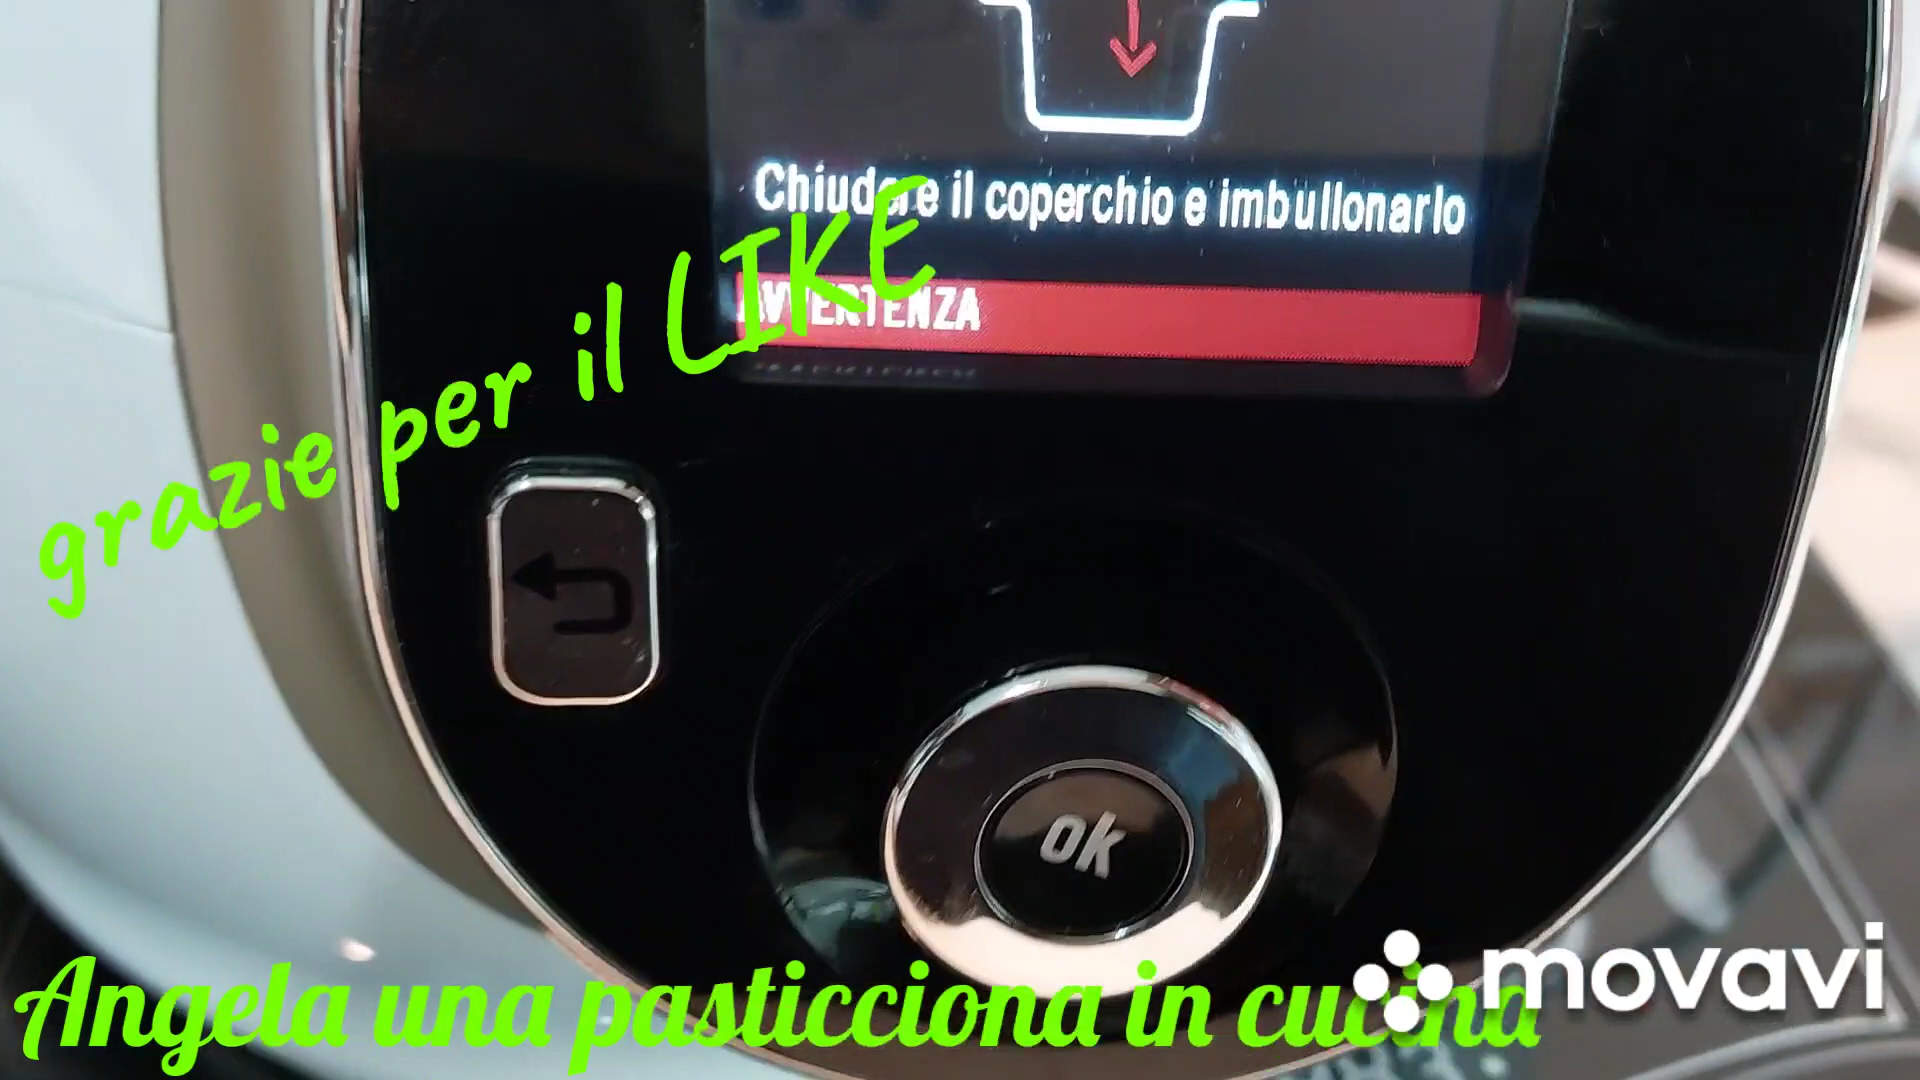 Chiudere il coperchio e imbullonarlo
AVVERTENZA
grazie per il LIKE
ok
Angela una pasticciona in cucina
movavi